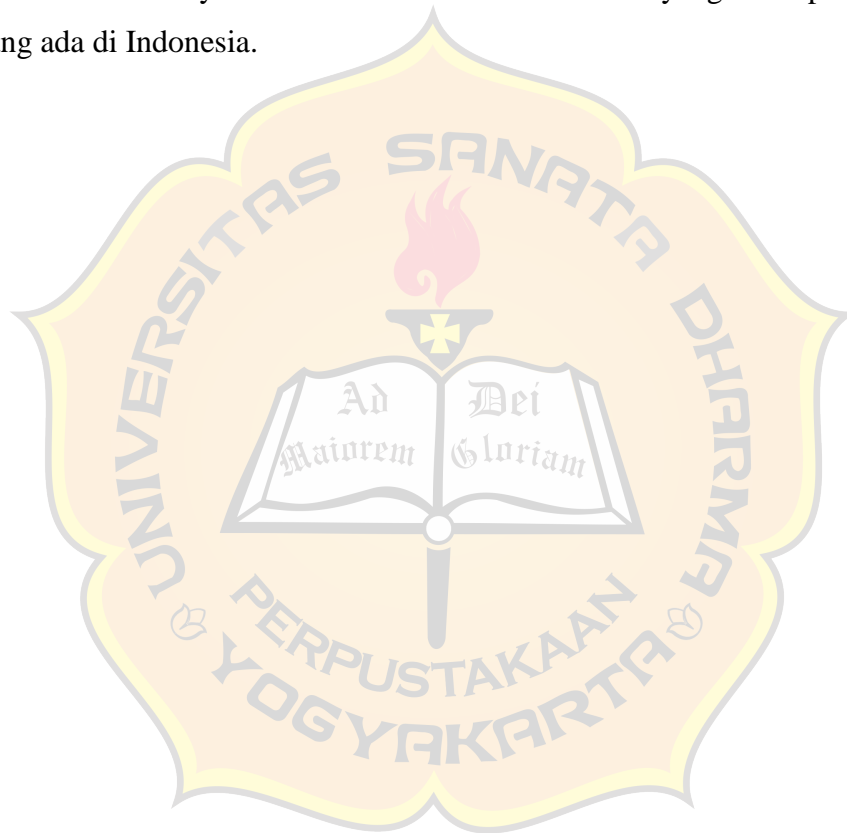 ng ada di Indonesia.
UNIVERSITAS SANATA DHARMA
Ad Dei
Maiorem Gloriam
PERPUSTAKAAN
YOGYAKARTA